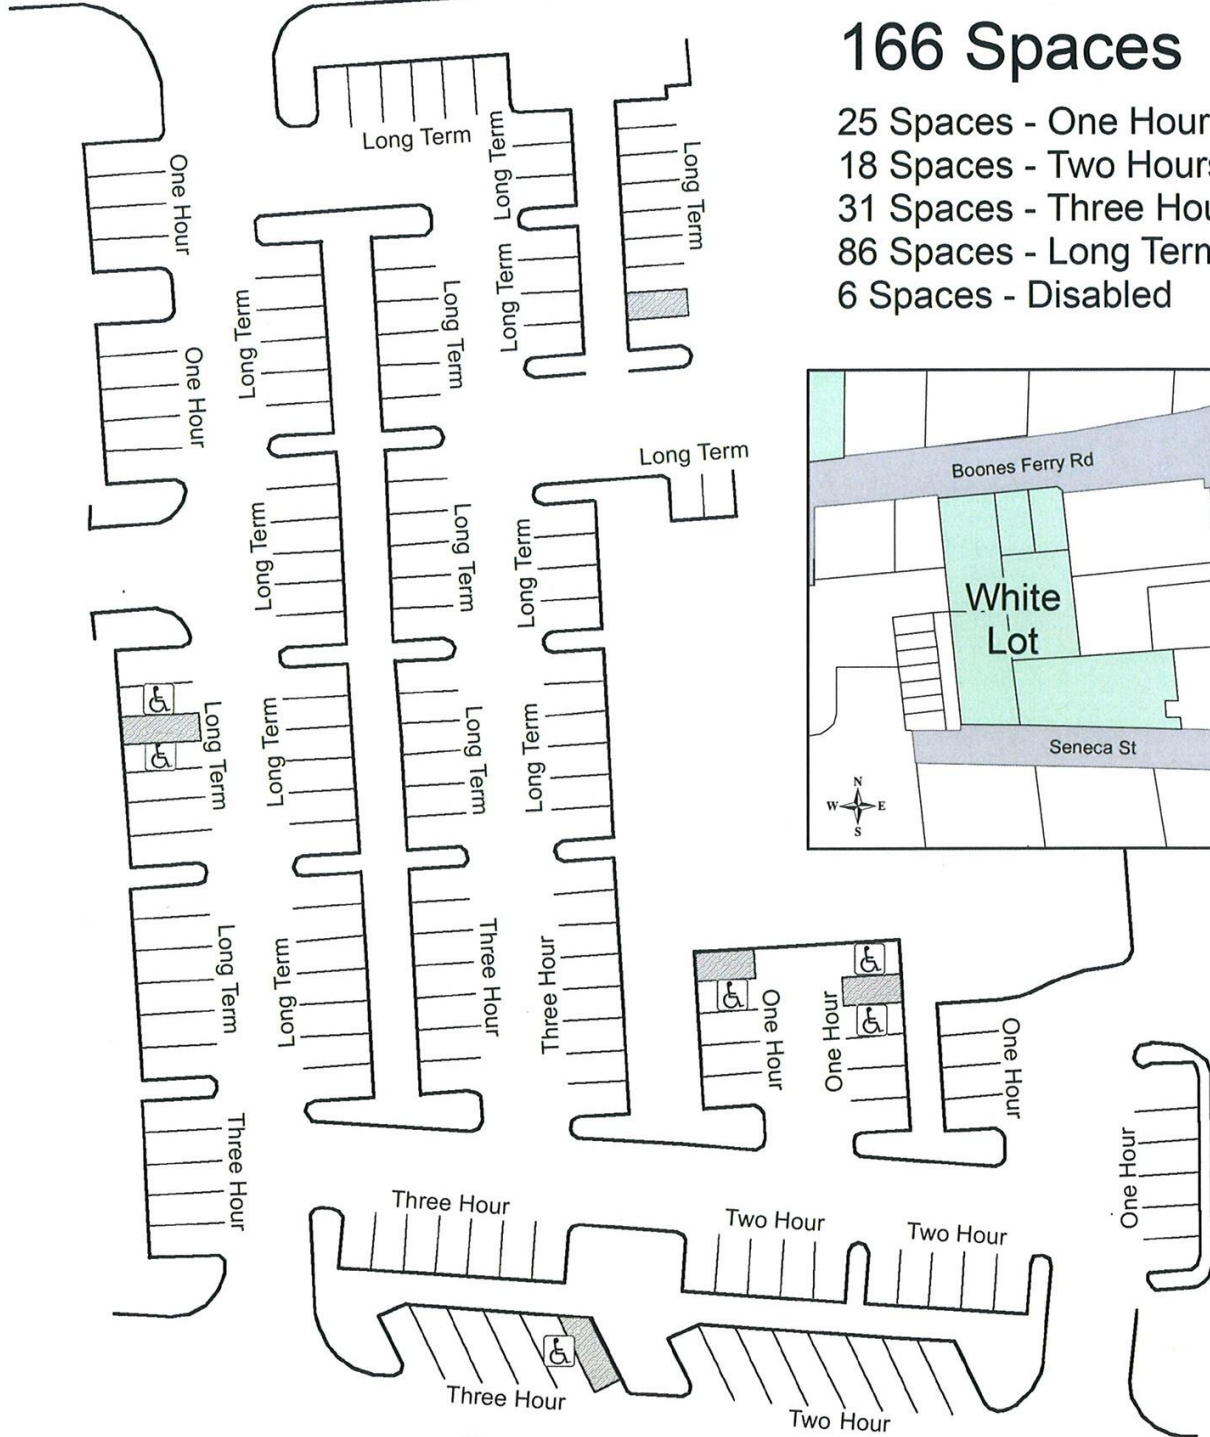 166 Spaces
25 Spaces - One Hour
18 Spaces - Two Hours
31 Spaces - Three Hou
86 Spaces - Long Term
6 Spaces - Disabled
Long Term
Long Term
Long Term
One Hour
Long Term
Long Term
Long Term
One Hour
Long Term
Long Term
Long Term
Long Term
Long Term
Long Term
Long Term
Long Term
Long Term
Long Term
Long Term
Three Hour
Three Hour
One Hour
One Hour
One Hour
One Hour
Three Hour
Three Hour
Two Hour
Two Hour
Three Hour
Two Hour
Boones Ferry Rd
White
Lot
Seneca St
N
W E
S